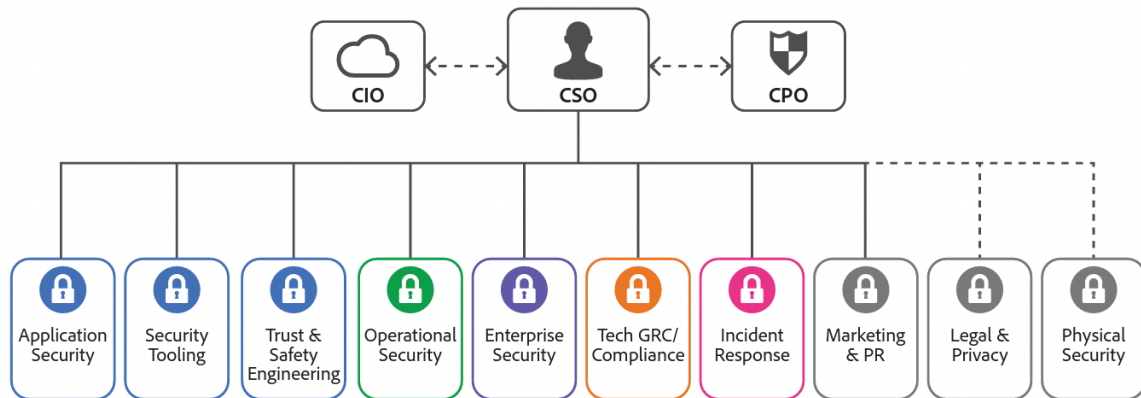 CIO
CSO
CPO
Application
Security
Security
Tooling
Trust &
Safety
Engineering
Operational
Security
Enterprise
Security
Tech GRC/
Compliance
Incident
Response
Marketing
& PR
Legal &
Privacy
Physical
Security